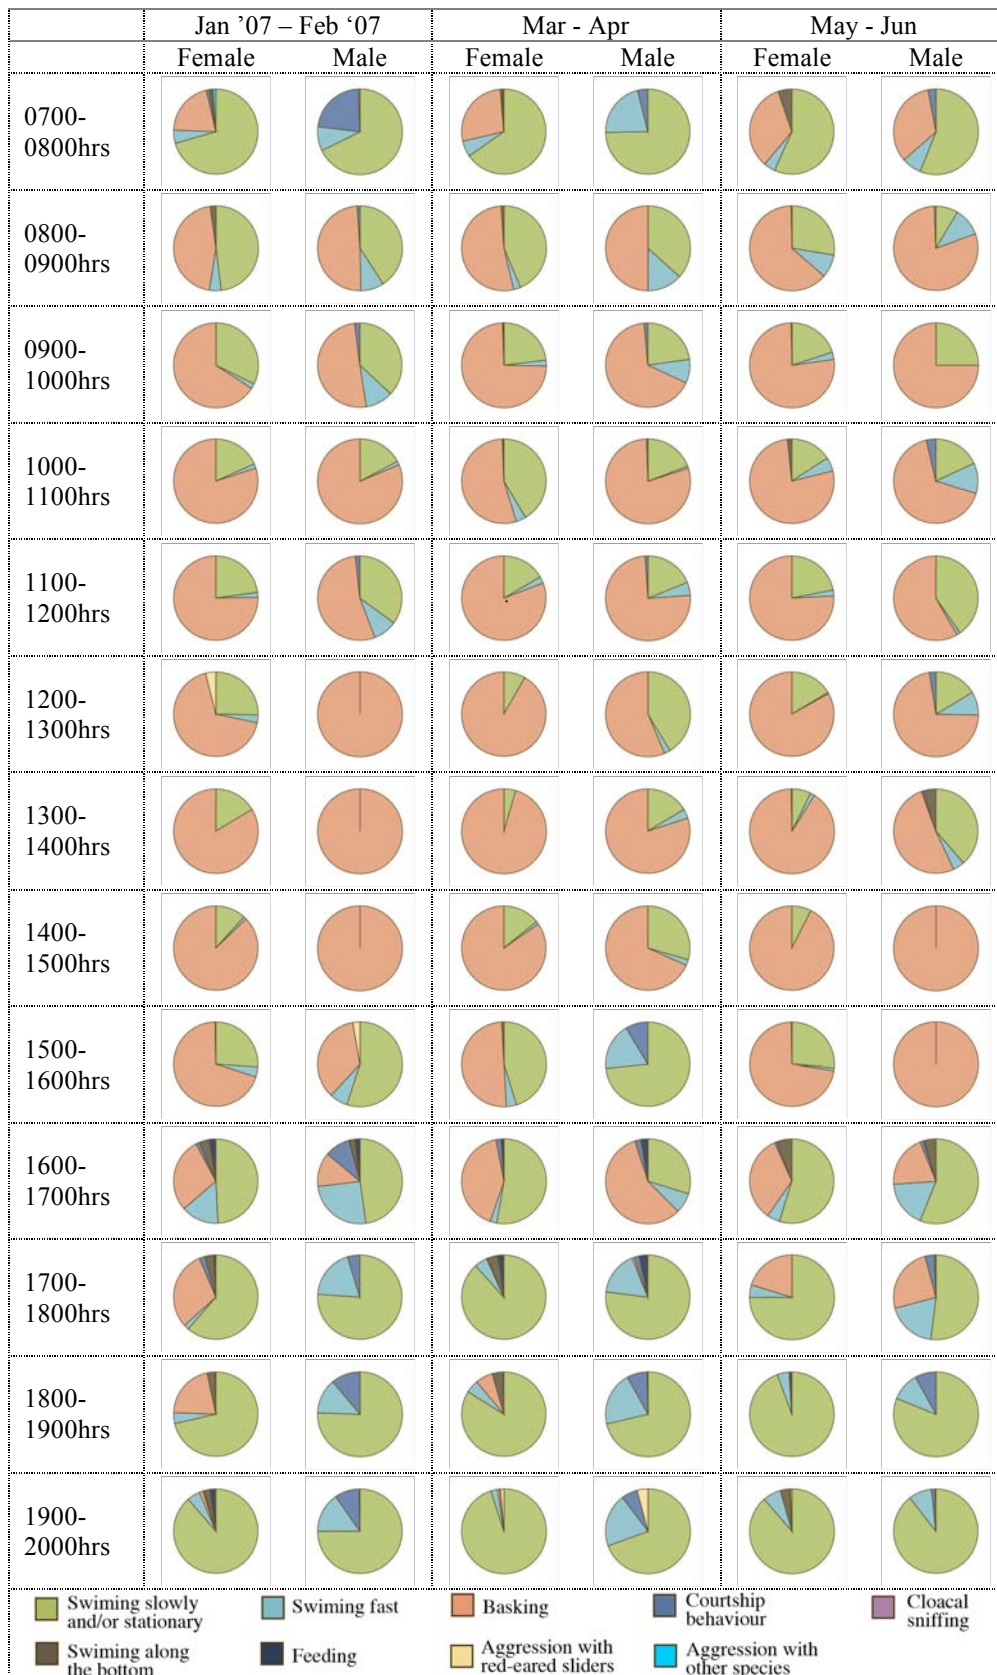 Jan ’07 – Feb ‘07 Mar - Apr May - Jun
Female Male Female Male Female Male
0700-
0800hrs
0800-
0900hrs
0900-
1000hrs
1000-
1100hrs
1100-
1200hrs
1200-
1300hrs
1300-
1400hrs
1400-
1500hrs
1500-
1600hrs
1600-
1700hrs
1700-
1800hrs
1800-
1900hrs
1900-
2000hrs
Swiming slowly
and/or stationary
Swiming fast
Basking
Courtship
behaviour
Cloacal
sniffing
Swiming along
the bottom
Feeding
Aggression with
red-eared sliders
Aggression with
other species